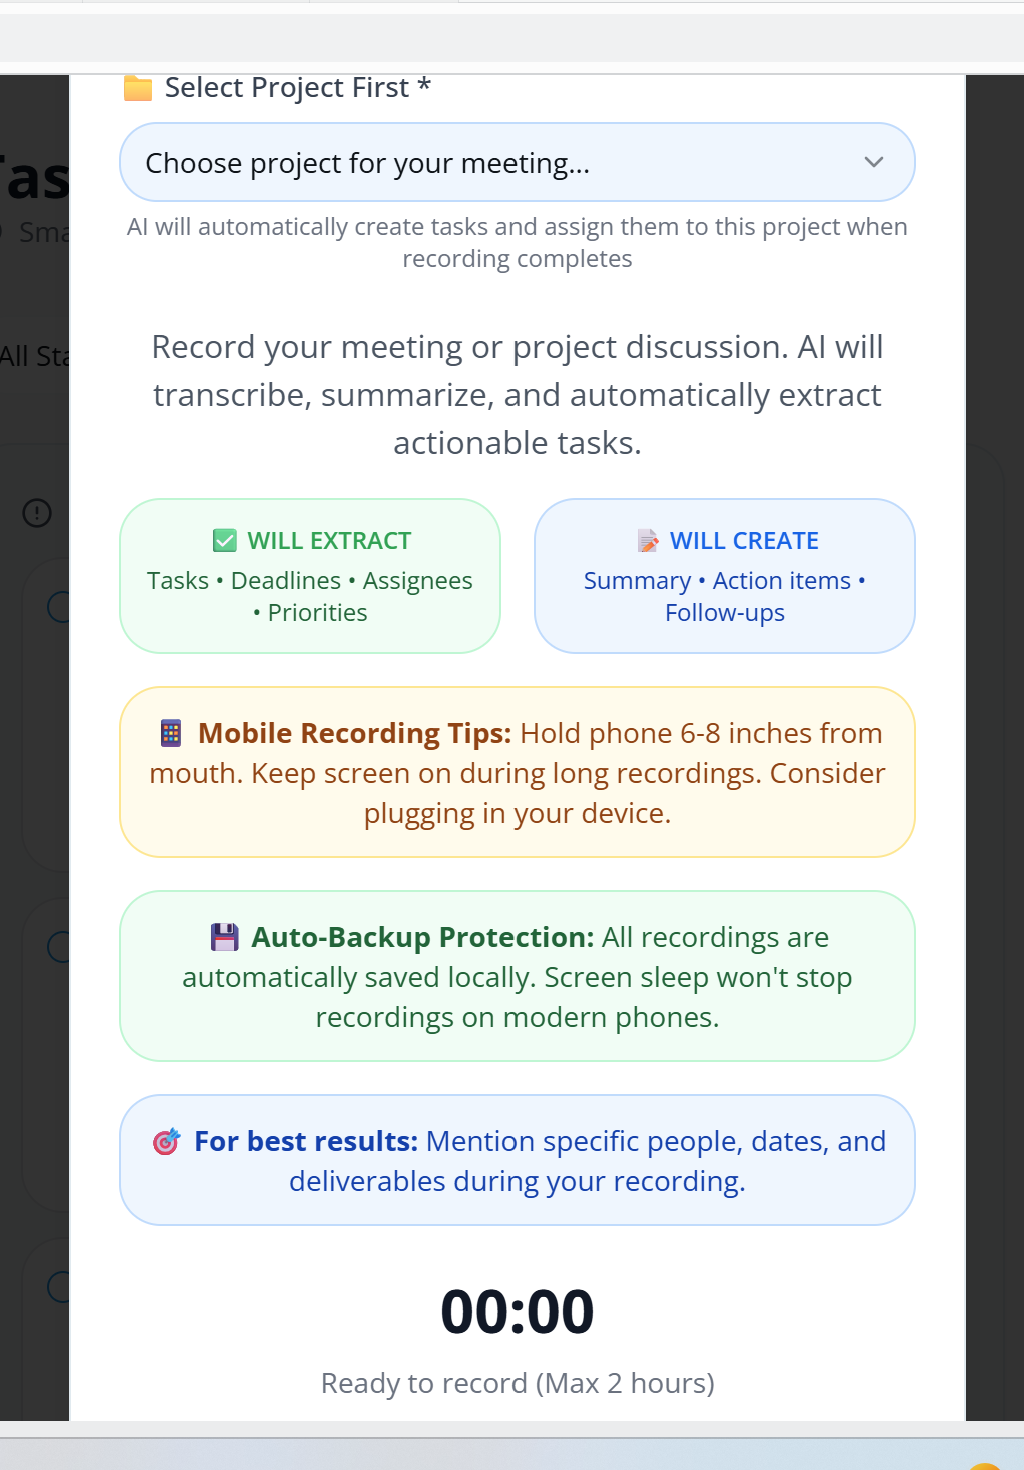 Select Project First *
Choose project for your meeting...
AI will automatically create tasks and assign them to this project when
recording completes
Record your meeting or project discussion. AI will
transcribe, summarize, and automatically extract
actionable tasks.
WILL EXTRACT
Tasks • Deadlines • Assignees
• Priorities
WILL CREATE
Summary • Action items •
Follow-ups
Mobile Recording Tips: Hold phone 6-8 inches from
mouth. Keep screen on during long recordings. Consider
plugging in your device.
Auto-Backup Protection: All recordings are
automatically saved locally. Screen sleep won't stop
recordings on modern phones.
For best results: Mention specific people, dates, and
deliverables during your recording.
00:00
Ready to record (Max 2 hours)
All